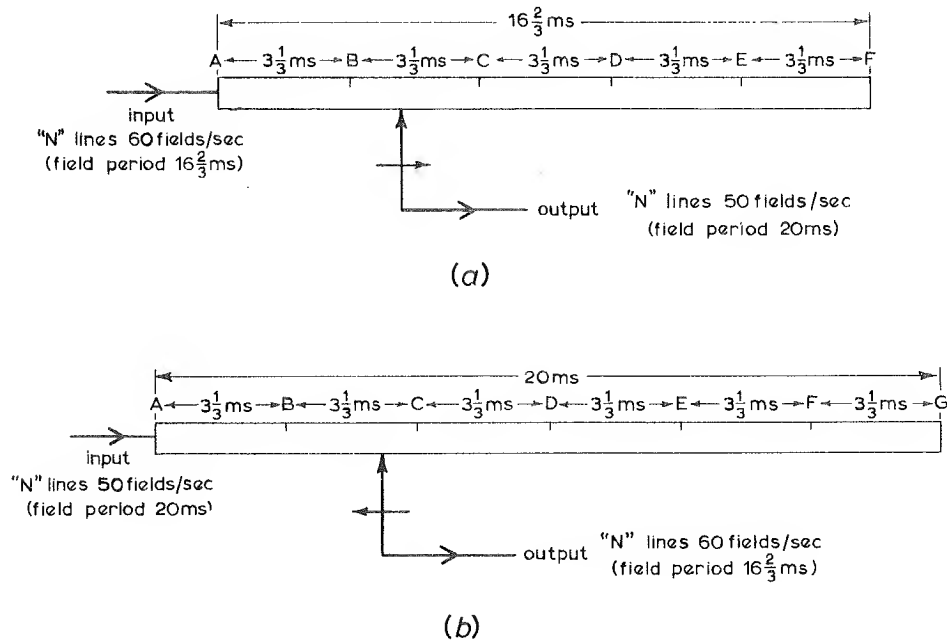 16 2/3 ms
A 3 1/3 ms B 3 1/3 ms C 3 1/3 ms D 3 1/3 ms E 3 1/3 ms F
input
"N" lines 60 fields/sec
(field period 16 2/3 ms)
output "N" lines 50 fields/sec
(field period 20ms)
(a)
20ms
A 3 1/3 ms B 3 1/3 ms C 3 1/3 ms D 3 1/3 ms E 3 1/3 ms F 3 1/3 ms G
input
"N" lines 50 fields/sec
(field period 20ms)
output "N" lines 60 fields/sec
(field period 16 2/3 ms)
(b)